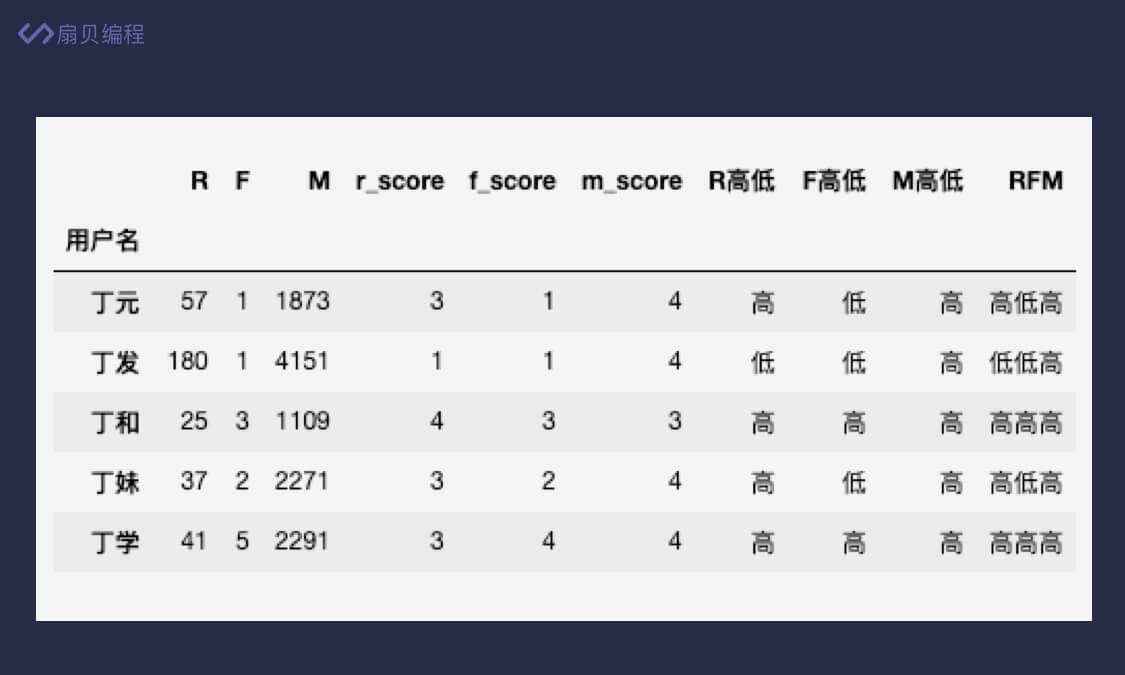 扇贝编程
R F M r_score f_score m_score R高低 F高低 M高低 RFM
用户名
丁元 57 1 1873 3 1 4 高 低 高 高低高
丁发 180 1 4151 1 1 4 低 低 高 低低高
丁和 25 3 1109 4 3 3 高 高 高 高高高
丁妹 37 2 2271 3 2 4 高 低 高 高低高
丁学 41 5 2291 3 4 4 高 高 高 高高高